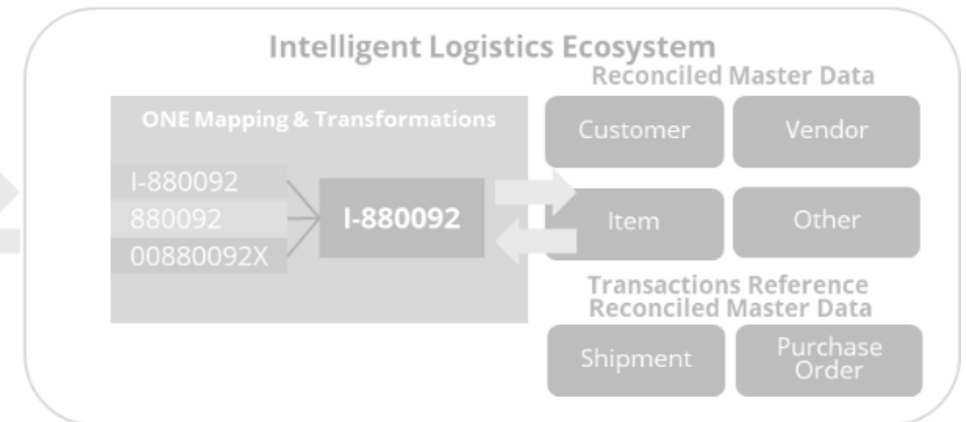 Intelligent Logistics Ecosystem
Reconciled Master Data
ONE Mapping & Transformations
I-880092
880092
00880092X
I-880092
Customer
Vendor
Item
Other
Transactions Reference
Reconciled Master Data
Shipment
Purchase
Order